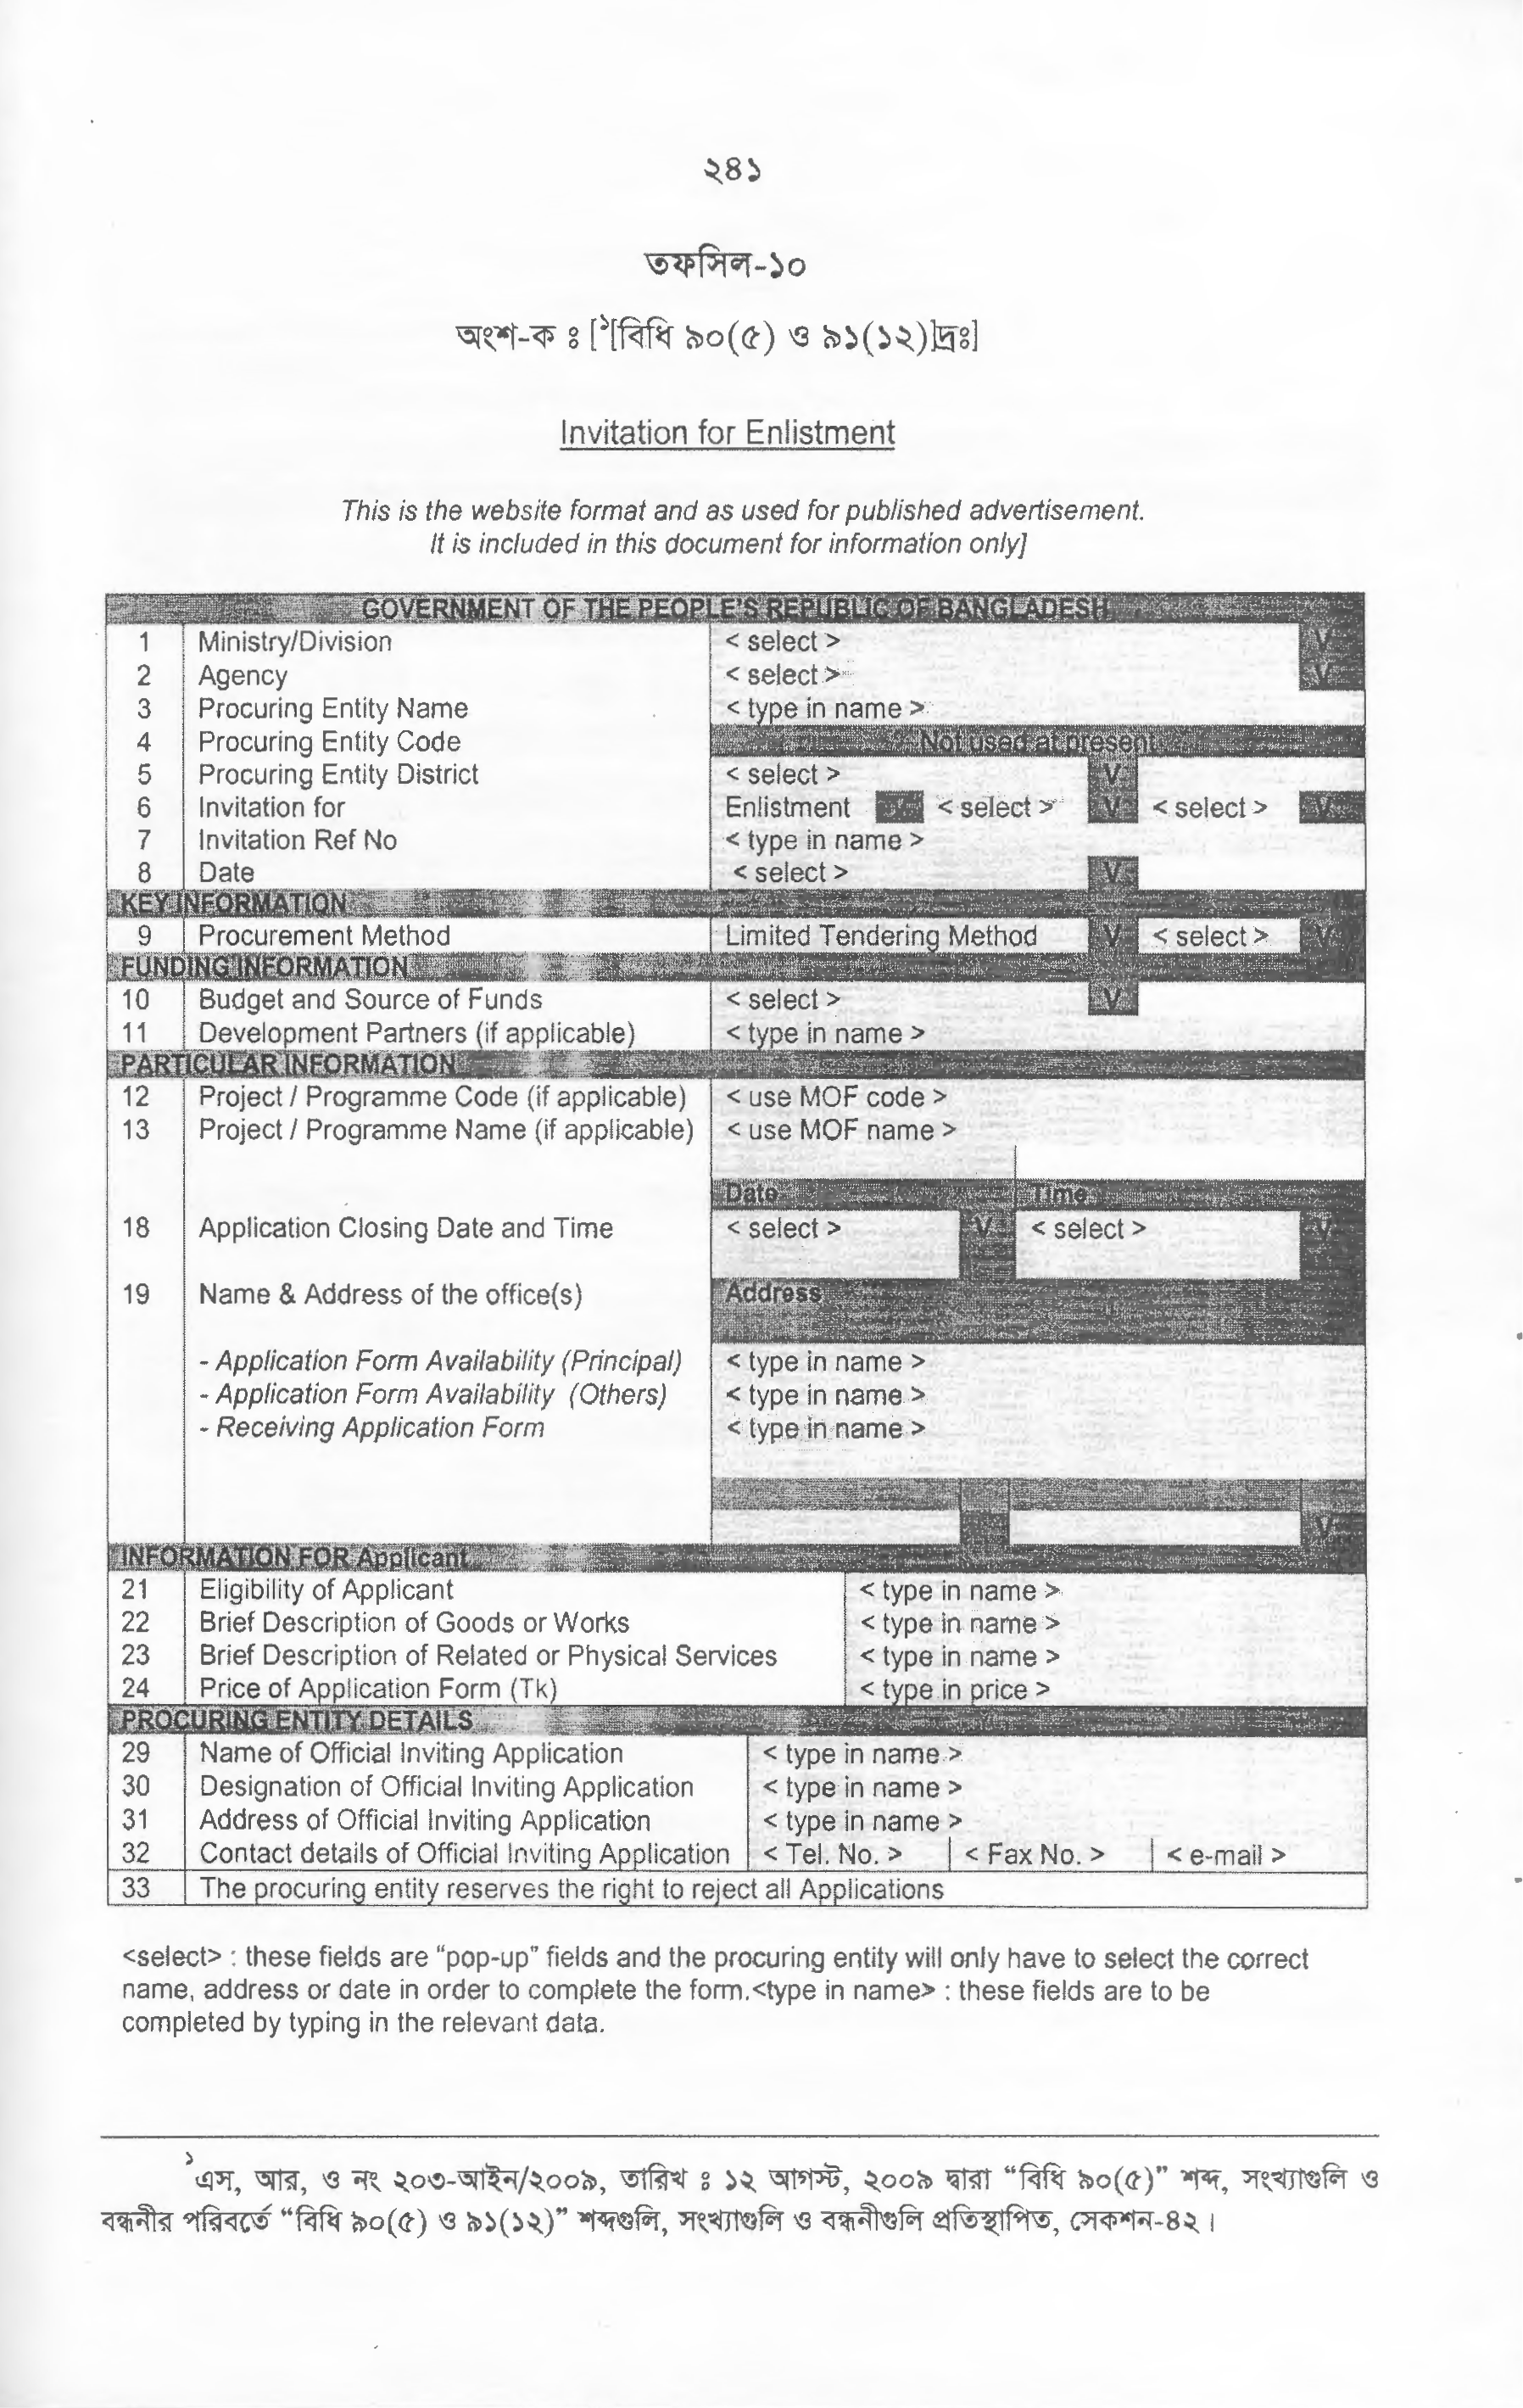 ২৪১
তফসিল-১০
অংশ-ক ঃ [১[বিধি ৯০(৫) ও ৯১(১২)]দ্রঃ]
Invitation for Enlistment
This is the website format and as used for published advertisement.
It is included in this document for information only]
GOVERNMENT OF THE PEOPLE'S REPUBLIC OF BANGLADESH
1 Ministry/Division < select > V
2 Agency < select > V
3 Procuring Entity Name < type in name >
4 Procuring Entity Code Not used at present
5 Procuring Entity District < select > V
6 Invitation for Enlistment < select > V < select > V
7 Invitation Ref No < type in name >
8 Date < select > V
KEY INFORMATION
9 Procurement Method Limited Tendering Method V < select > V
FUNDING INFORMATION
10 Budget and Source of Funds < select > V
11 Development Partners (if applicable) < type in name >
PARTICULAR INFORMATION
12 Project / Programme Code (if applicable) < use MOF code >
13 Project / Programme Name (if applicable) < use MOF name >
Date Time
18 Application Closing Date and Time < select > V < select > V
19 Name & Address of the office(s) Address
- Application Form Availability (Principal) < type in name >
- Application Form Availability (Others) < type in name >
- Receiving Application Form < type in name >
V
INFORMATION FOR Applicant
21 Eligibility of Applicant < type in name >
22 Brief Description of Goods or Works < type in name >
23 Brief Description of Related or Physical Services < type in name >
24 Price of Application Form (Tk) < type in price >
PROCURING ENTITY DETAILS
29 Name of Official Inviting Application < type in name >
30 Designation of Official Inviting Application < type in name >
31 Address of Official Inviting Application < type in name >
32 Contact details of Official Inviting Application < Tel. No. > < Fax No. > < e-mail >
33 The procuring entity reserves the right to reject all Applications
<select> : these fields are “pop-up” fields and the procuring entity will only have to select the correct
name, address or date in order to complete the form.<type in name> : these fields are to be
completed by typing in the relevant data.
১এস, আর, ও নং ২০৩-আইন/২০০৯, তারিখ ঃ ১২ আগস্ট, ২০০৯ দ্বারা “বিধি ৯০(৫)” শব্দ, সংখ্যাগুলি ও
বন্ধনীর পরিবর্তে “বিধি ৯০(৫) ও ৯১(১২)” শব্দগুলি, সংখ্যাগুলি ও বন্ধনীগুলি প্রতিস্থাপিত, সেকশন-৪২।